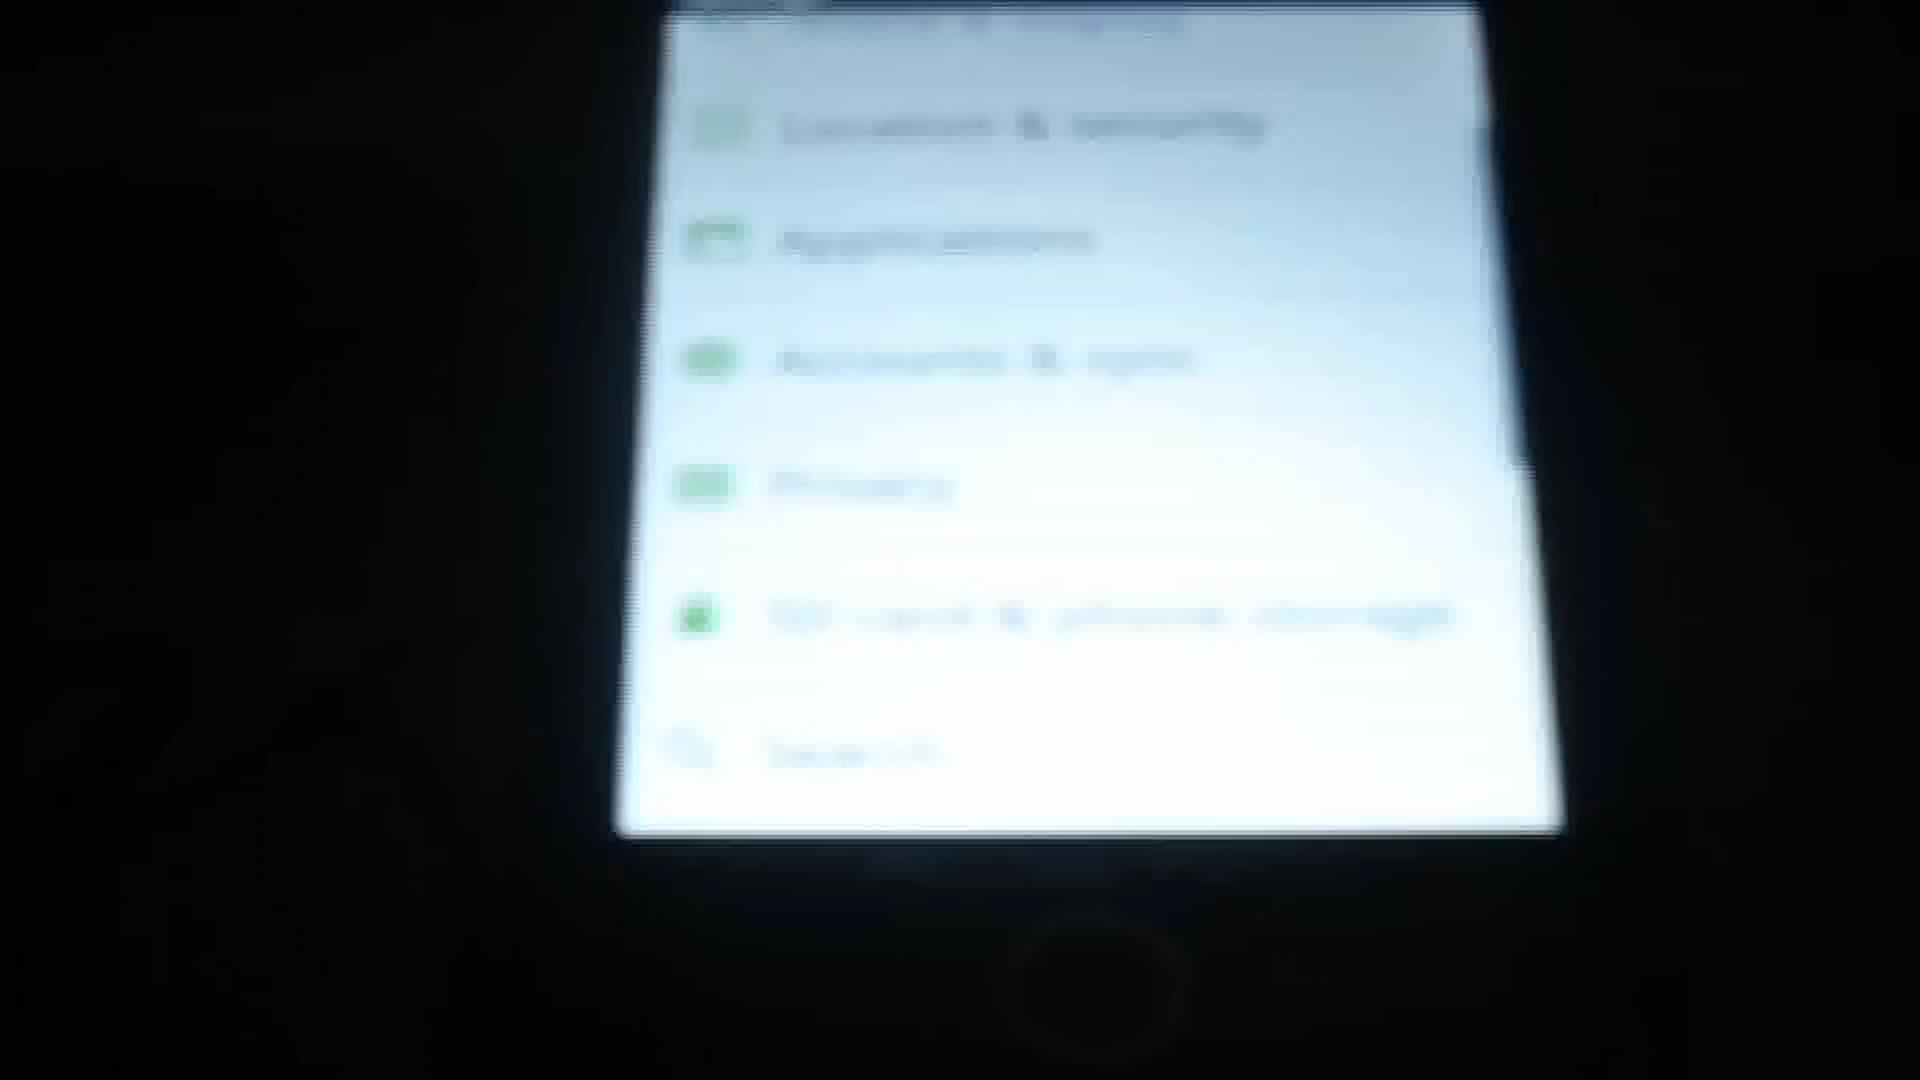 Location & security
Applications
Accounts & sync
Privacy
SD card & phone storage
Search